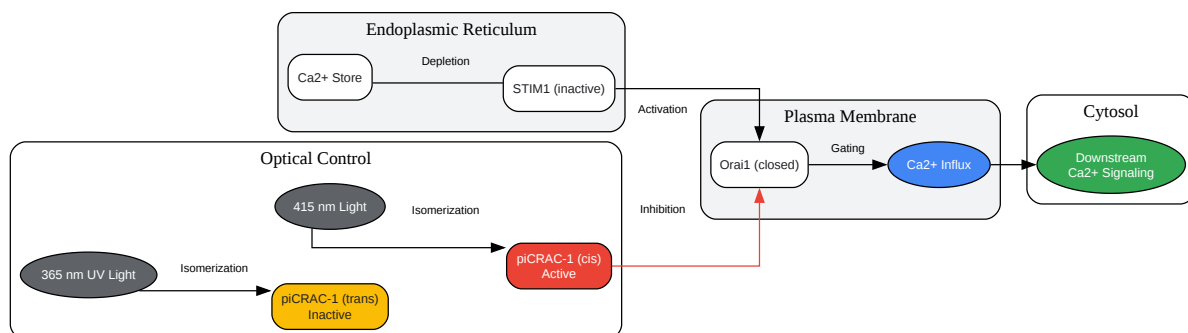 Endoplasmic Reticulum
Ca2+ Store
Depletion
STIM1 (inactive)
Activation
Plasma Membrane
Orai1 (closed)
Gating
Ca2+ Influx
Cytosol
Downstream
Ca2+ Signaling
Optical Control
415 nm Light
Isomerization
Inhibition
365 nm UV Light
Isomerization
piCRAC-1 (cis)
Active
piCRAC-1 (trans)
Inactive